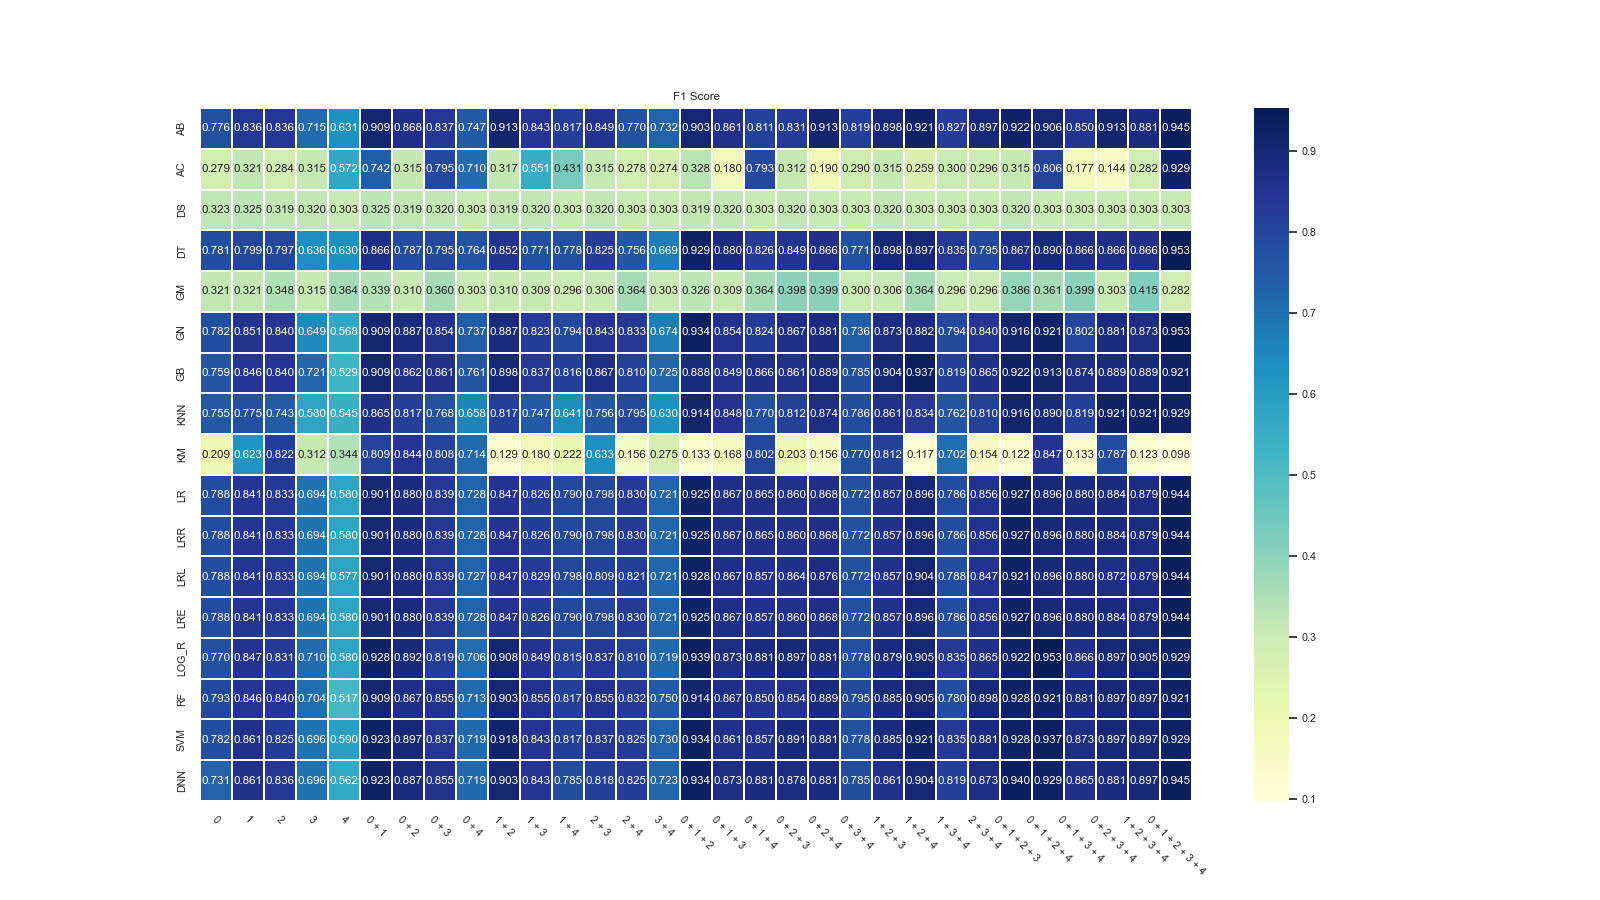 F1 Score
AB 0.776 0.836 0.836 0.715 0.631 0.909 0.868 0.837 0.747 0.913 0.843 0.817 0.849 0.770 0.732 0.903 0.861 0.811 0.831 0.913 0.819 0.898 0.921 0.827 0.897 0.922 0.906 0.850 0.913 0.881 0.945
AC 0.279 0.321 0.284 0.315 0.572 0.742 0.315 0.795 0.710 0.317 0.551 0.431 0.315 0.278 0.274 0.328 0.180 0.793 0.312 0.190 0.290 0.315 0.259 0.300 0.296 0.315 0.806 0.177 0.144 0.282 0.929
DS 0.323 0.325 0.319 0.320 0.303 0.325 0.319 0.320 0.303 0.319 0.320 0.303 0.320 0.303 0.303 0.319 0.320 0.303 0.320 0.303 0.303 0.320 0.303 0.303 0.303 0.320 0.303 0.303 0.303 0.303 0.303
DT 0.781 0.799 0.797 0.636 0.630 0.866 0.787 0.795 0.764 0.852 0.771 0.778 0.825 0.756 0.669 0.929 0.880 0.826 0.849 0.866 0.771 0.898 0.897 0.835 0.795 0.867 0.890 0.866 0.866 0.866 0.953
GM 0.321 0.321 0.348 0.315 0.364 0.339 0.310 0.360 0.303 0.310 0.309 0.296 0.306 0.364 0.303 0.326 0.309 0.364 0.398 0.399 0.300 0.306 0.364 0.296 0.296 0.386 0.361 0.399 0.303 0.415 0.282
GN 0.782 0.851 0.840 0.649 0.568 0.909 0.887 0.854 0.737 0.887 0.823 0.794 0.843 0.833 0.674 0.934 0.854 0.824 0.867 0.881 0.736 0.873 0.882 0.794 0.840 0.916 0.921 0.802 0.881 0.873 0.953
GB 0.759 0.846 0.840 0.721 0.529 0.909 0.862 0.861 0.761 0.898 0.837 0.816 0.867 0.810 0.725 0.888 0.849 0.866 0.861 0.889 0.785 0.904 0.937 0.819 0.865 0.922 0.913 0.874 0.889 0.889 0.921
KNN 0.755 0.775 0.743 0.580 0.545 0.865 0.817 0.768 0.658 0.817 0.747 0.641 0.756 0.795 0.630 0.914 0.848 0.770 0.812 0.874 0.786 0.861 0.834 0.762 0.810 0.916 0.890 0.819 0.921 0.921 0.929
KM 0.209 0.623 0.822 0.312 0.344 0.809 0.844 0.808 0.714 0.129 0.180 0.222 0.633 0.156 0.275 0.133 0.168 0.802 0.203 0.156 0.770 0.812 0.117 0.702 0.154 0.122 0.847 0.133 0.787 0.123 0.098
LR 0.788 0.841 0.833 0.694 0.580 0.901 0.880 0.839 0.728 0.847 0.826 0.790 0.798 0.830 0.721 0.925 0.867 0.865 0.860 0.868 0.772 0.857 0.896 0.786 0.856 0.927 0.896 0.880 0.884 0.879 0.944
LRR 0.788 0.841 0.833 0.694 0.580 0.901 0.880 0.839 0.728 0.847 0.826 0.790 0.798 0.830 0.721 0.925 0.867 0.865 0.860 0.868 0.772 0.857 0.896 0.786 0.856 0.927 0.896 0.880 0.884 0.879 0.944
LRL 0.788 0.841 0.833 0.694 0.577 0.901 0.880 0.839 0.727 0.847 0.829 0.798 0.809 0.821 0.721 0.928 0.867 0.857 0.864 0.876 0.772 0.857 0.904 0.788 0.847 0.921 0.896 0.880 0.872 0.879 0.944
LRE 0.788 0.841 0.833 0.694 0.580 0.901 0.880 0.839 0.728 0.847 0.826 0.790 0.798 0.830 0.721 0.925 0.867 0.857 0.860 0.868 0.772 0.857 0.896 0.786 0.856 0.927 0.896 0.880 0.884 0.879 0.944
LOG_R 0.770 0.847 0.831 0.710 0.580 0.928 0.892 0.819 0.706 0.908 0.849 0.815 0.837 0.810 0.719 0.939 0.873 0.881 0.897 0.881 0.778 0.879 0.905 0.835 0.865 0.922 0.953 0.866 0.897 0.905 0.929
RF 0.793 0.846 0.840 0.704 0.517 0.909 0.867 0.855 0.713 0.903 0.855 0.817 0.855 0.832 0.750 0.914 0.867 0.850 0.854 0.889 0.795 0.885 0.905 0.780 0.898 0.928 0.921 0.881 0.897 0.897 0.921
SVM 0.782 0.861 0.825 0.696 0.590 0.923 0.897 0.837 0.719 0.918 0.843 0.817 0.837 0.825 0.730 0.934 0.861 0.857 0.891 0.881 0.778 0.885 0.921 0.835 0.881 0.928 0.937 0.873 0.897 0.897 0.929
DNN 0.731 0.861 0.836 0.696 0.562 0.923 0.887 0.855 0.719 0.903 0.843 0.785 0.818 0.825 0.723 0.934 0.873 0.881 0.878 0.881 0.785 0.861 0.904 0.819 0.873 0.940 0.929 0.865 0.881 0.897 0.945
0
1
2
3
4
0 + 1
0 + 2
0 + 3
0 + 4
1 + 2
1 + 3
1 + 4
2 + 3
2 + 4
3 + 4
0 + 1 + 2
0 + 1 + 3
0 + 1 + 4
0 + 2 + 3
0 + 2 + 4
0 + 3 + 4
1 + 2 + 3
1 + 2 + 4
1 + 3 + 4
2 + 3 + 4
0 + 1 + 2 + 3
0 + 1 + 2 + 4
0 + 1 + 3 + 4
0 + 2 + 3 + 4
1 + 2 + 3 + 4
0 + 1 + 2 + 3 + 4
0.9
0.8
0.7
0.6
0.5
0.4
0.3
0.2
0.1